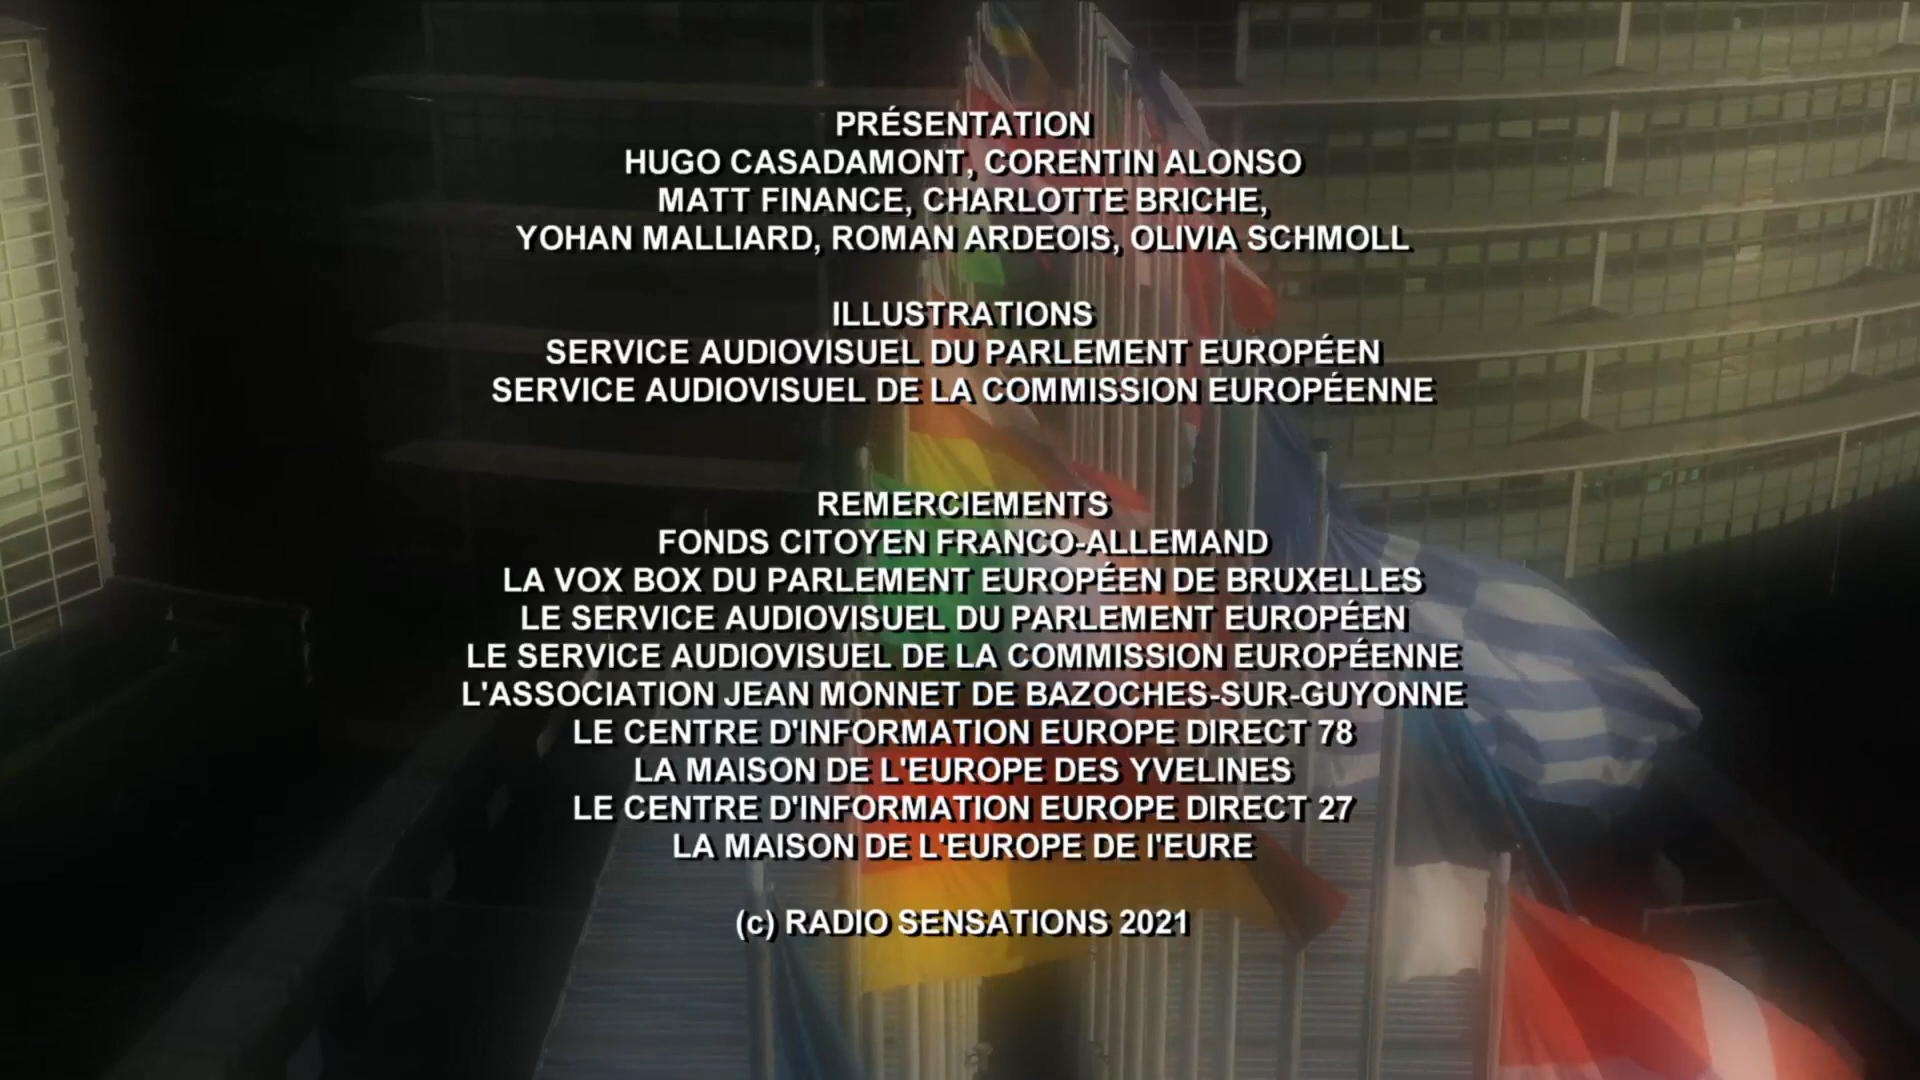 PRÉSENTATION
HUGO CASADAMONT, CORENTIN ALONSO
MATT FINANCE, CHARLOTTE BRICHE,
YOHAN MALLIARD, ROMAN ARDEOIS, OLIVIA SCHMOLL
ILLUSTRATIONS
SERVICE AUDIOVISUEL DU PARLEMENT EUROPÉEN
SERVICE AUDIOVISUEL DE LA COMMISSION EUROPÉENNE
REMERCIEMENTS
FONDS CITOYEN FRANCO-ALLEMAND
LA VOX BOX DU PARLEMENT EUROPÉEN DE BRUXELLES
LE SERVICE AUDIOVISUEL DU PARLEMENT EUROPÉEN
LE SERVICE AUDIOVISUEL DE LA COMMISSION EUROPÉENNE
L'ASSOCIATION JEAN MONNET DE BAZOCHES-SUR-GUYONNE
LE CENTRE D'INFORMATION EUROPE DIRECT 78
LA MAISON DE L'EUROPE DES YVELINES
LE CENTRE D'INFORMATION EUROPE DIRECT 27
LA MAISON DE L'EUROPE DE l'EURE
(c) RADIO SENSATIONS 2021